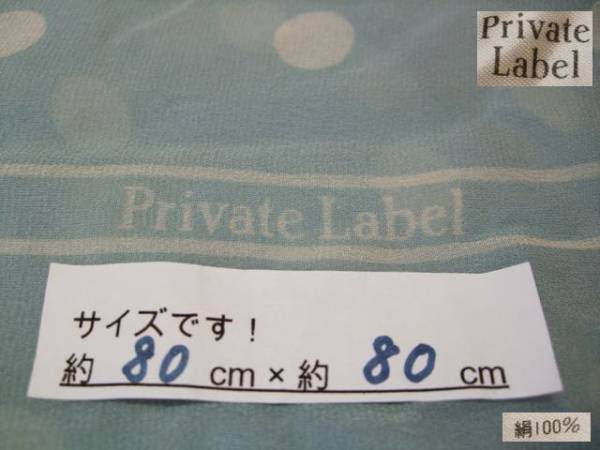 Private
Label
Private Label
サイズです!
約 80 cm × 約 80 cm
絹100%